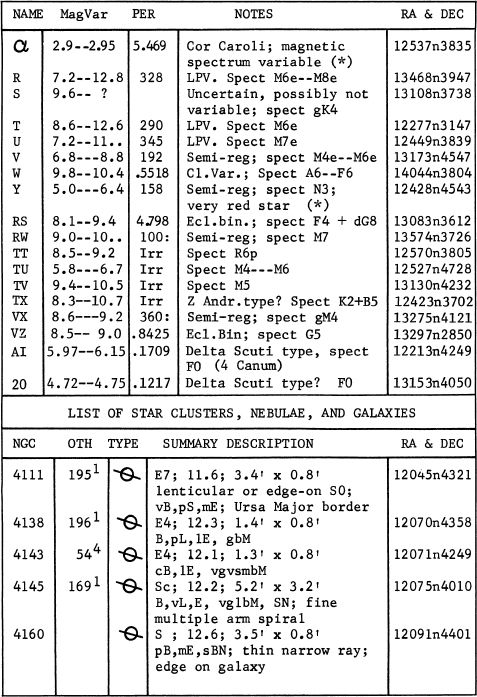 NAME MagVar PER NOTES RA & DEC
α 2.9--2.95 5.469 Cor Caroli; magnetic 12537n3835
spectrum variable (*)
R 7.2--12.8 328 LPV. Spect M6e--M8e 13468n3947
S 9.6-- ? Uncertain, possibly not 13108n3738
variable; spect gK4
T 8.6--12.6 290 LPV. Spect M6e 12277n3147
U 7.2--11.. 345 LPV. Spect M7e 12449n3839
V 6.8---8.8 192 Semi-reg; spect M4e--M6e 13173n4547
W 9.8--10.4 .5518 Cl.Var.; Spect A6--F6 14044n3804
Y 5.0---6.4 158 Semi-reg; spect N3; 12428n4543
very red star (*)
RS 8.1--9.4 4.798 Ecl.bin.; spect F4 + dG8 13083n3612
RW 9.0--10.. 100: Semi-reg; spect M7 13574n3726
TT 8.5--9.2 Irr Spect R6p 12570n3805
TU 5.8---6.7 Irr Spect M4---M6 12527n4728
TV 9.4--10.5 Irr Spect M5 13130n4232
TX 8.3--10.7 Irr Z Andr.type? Spect K2+B5 12423n3702
VX 8.6---9.2 360: Semi-reg; spect gM4 13275n4121
VZ 8.5-- 9.0 .8425 Ecl.Bin; spect G5 13297n2850
AI 5.97--6.15 .1709 Delta Scuti type, spect 12213n4249
F0 (4 Canum)
20 4.72--4.75 .1217 Delta Scuti type? F0 13153n4050
LIST OF STAR CLUSTERS, NEBULAE, AND GALAXIES
NGC OTH TYPE SUMMARY DESCRIPTION RA & DEC
4111 195¹ E7; 11.6; 3.4' x 0.8' 12045n4321
lenticular or edge-on S0;
vB,pS,mE; Ursa Major border
4138 196¹ E4; 12.3; 1.4' x 0.8' 12070n4358
B,pL,lE, gbM
4143 54⁴ E4; 12.1; 1.3' x 0.8' 12071n4249
cB,lE, vgvsmbM
4145 169¹ Sc; 12.2; 5.2' x 3.2' 12075n4010
B,vL,E, vglbM, SN; fine
multiple arm spiral
4160 S ; 12.6; 3.5' x 0.8' 12091n4401
pB,mE,sBN; thin narrow ray;
edge on galaxy